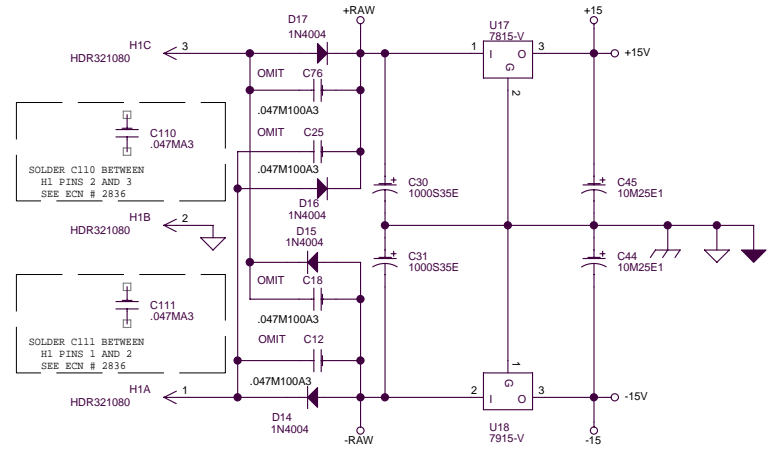 D17
1N4004
+RAW
U17
7815-V
+15
H1C
HDR321080
3
1
I
O
G
3
+15V
2
OMIT
C76
.047M100A3
C110
.047MA3
OMIT
C25
.047M100A3
SOLDER C110 BETWEEN
H1 PINS 2 AND 3
SEE ECN # 2836
D16
1N4004
+
C30
1000S35E
+
C45
10M25E1
H1B
HDR321080
2
D15
1N4004
+
C31
1000S35E
+
C44
10M25E1
OMIT
C18
.047M100A3
C111
.047MA3
SOLDER C111 BETWEEN
H1 PINS 1 AND 2
SEE ECN # 2836
OMIT
C12
.047M100A3
1
G
H1A
HDR321080
1
2
I
O
3
-15V
D14
1N4004
-RAW
U18
7915-V
-15